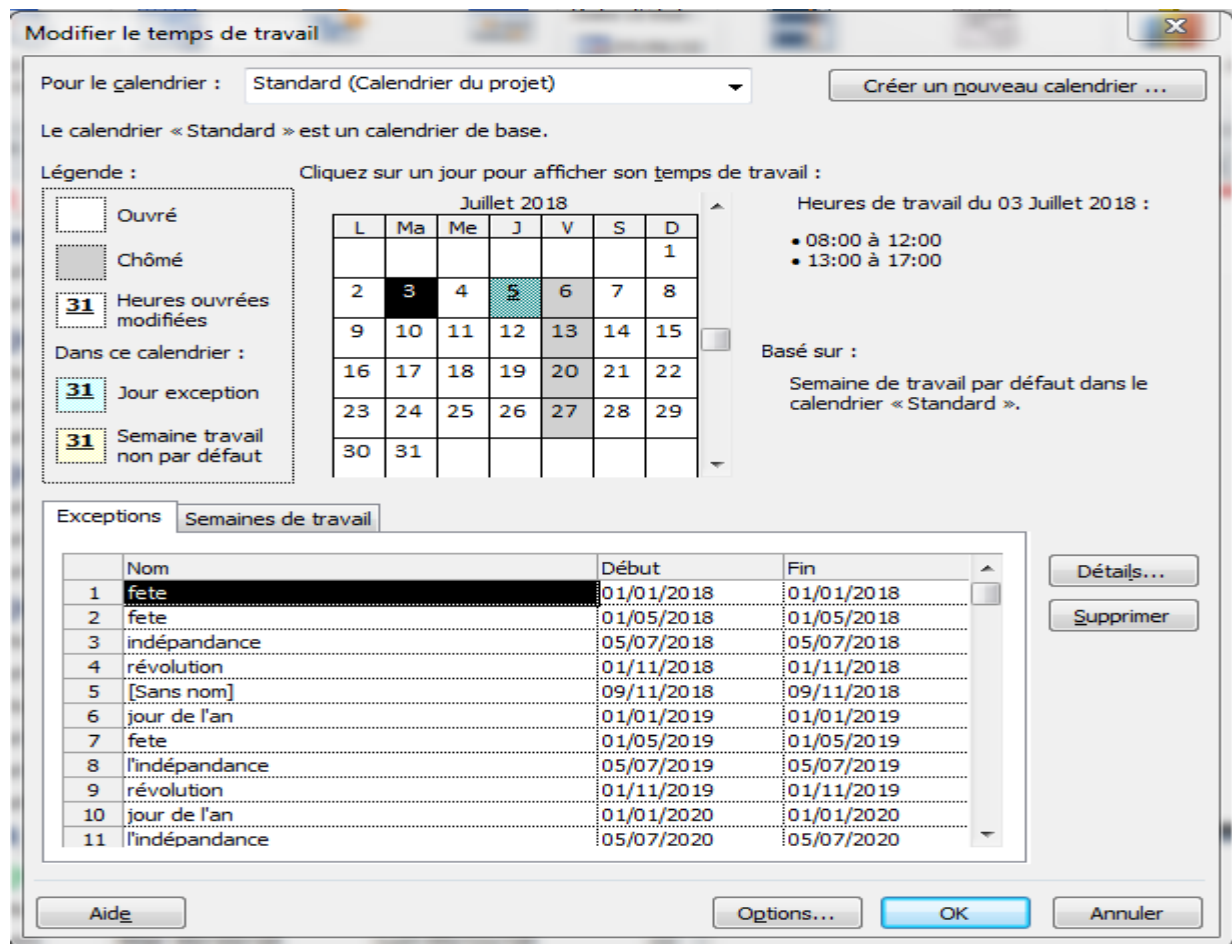 Modifier le temps de travail
Pour le calendrier : Standard (Calendrier du projet) Créer un nouveau calendrier ...
Le calendrier « Standard » est un calendrier de base.
Légende : Cliquez sur un jour pour afficher son temps de travail :
Ouvré
Chômé
31 Heures ouvrées
modifiées
Dans ce calendrier :
31 Jour exception
31 Semaine travail
non par défaut
Juillet 2018
L Ma Me J V S D
1
2 3 4 5 6 7 8
9 10 11 12 13 14 15
16 17 18 19 20 21 22
23 24 25 26 27 28 29
30 31
Heures de travail du 03 Juillet 2018 :
• 08:00 à 12:00
• 13:00 à 17:00
Basé sur :
Semaine de travail par défaut dans le
calendrier « Standard ».
Exceptions Semaines de travail
Nom Début Fin
1 fete 01/01/2018 01/01/2018
2 fete 01/05/2018 01/05/2018
3 indépandance 05/07/2018 05/07/2018
4 révolution 01/11/2018 01/11/2018
5 [Sans nom] 09/11/2018 09/11/2018
6 jour de l'an 01/01/2019 01/01/2019
7 fete 01/05/2019 01/05/2019
8 l'indépandance 05/07/2019 05/07/2019
9 révolution 01/11/2019 01/11/2019
10 jour de l'an 01/01/2020 01/01/2020
11 l'indépandance 05/07/2020 05/07/2020
Détails...
Supprimer
Aide Options... OK Annuler